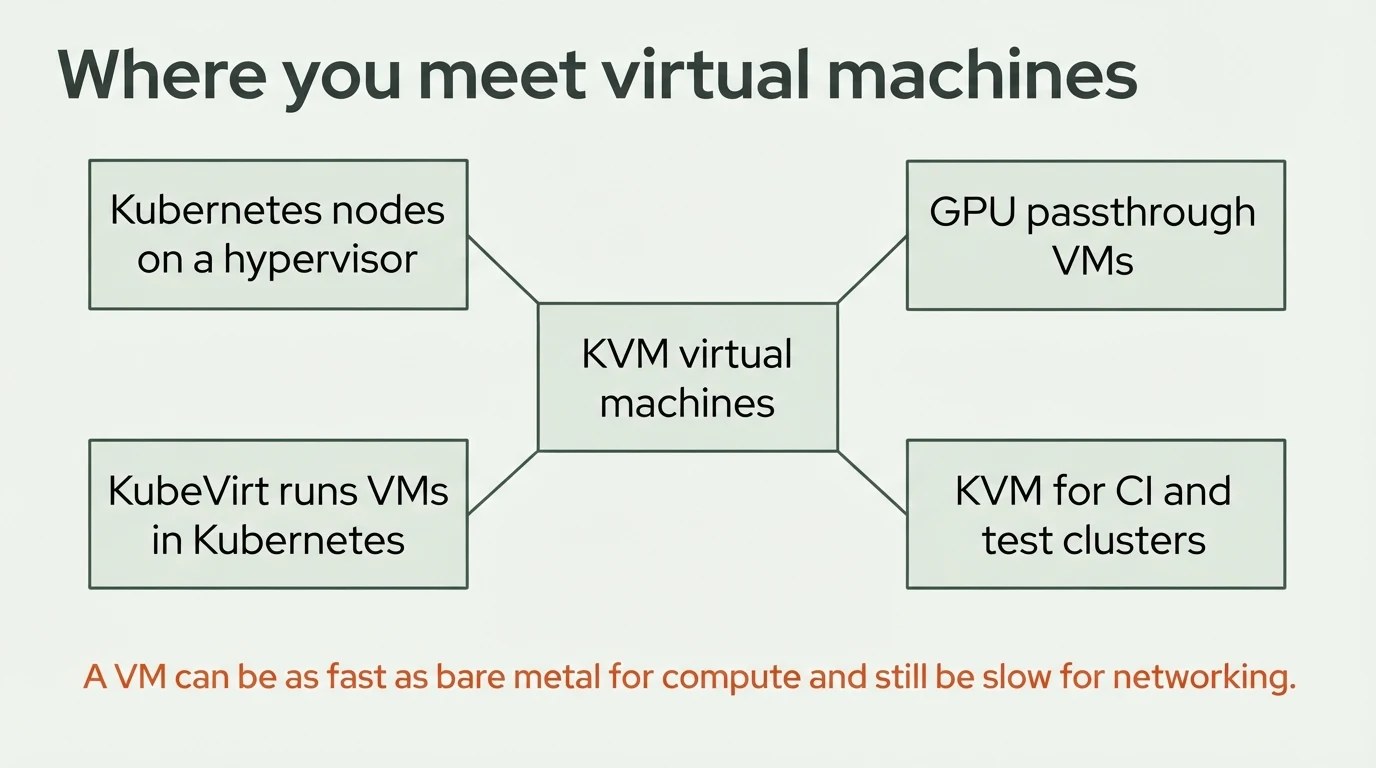 Where you meet virtual machines
Kubernetes nodes
on a hypervisor
GPU passthrough
VMs
KVM virtual
machines
KubeVirt runs VMs
in Kubernetes
KVM for CI and
test clusters
A VM can be as fast as bare metal for compute and still be slow for networking.